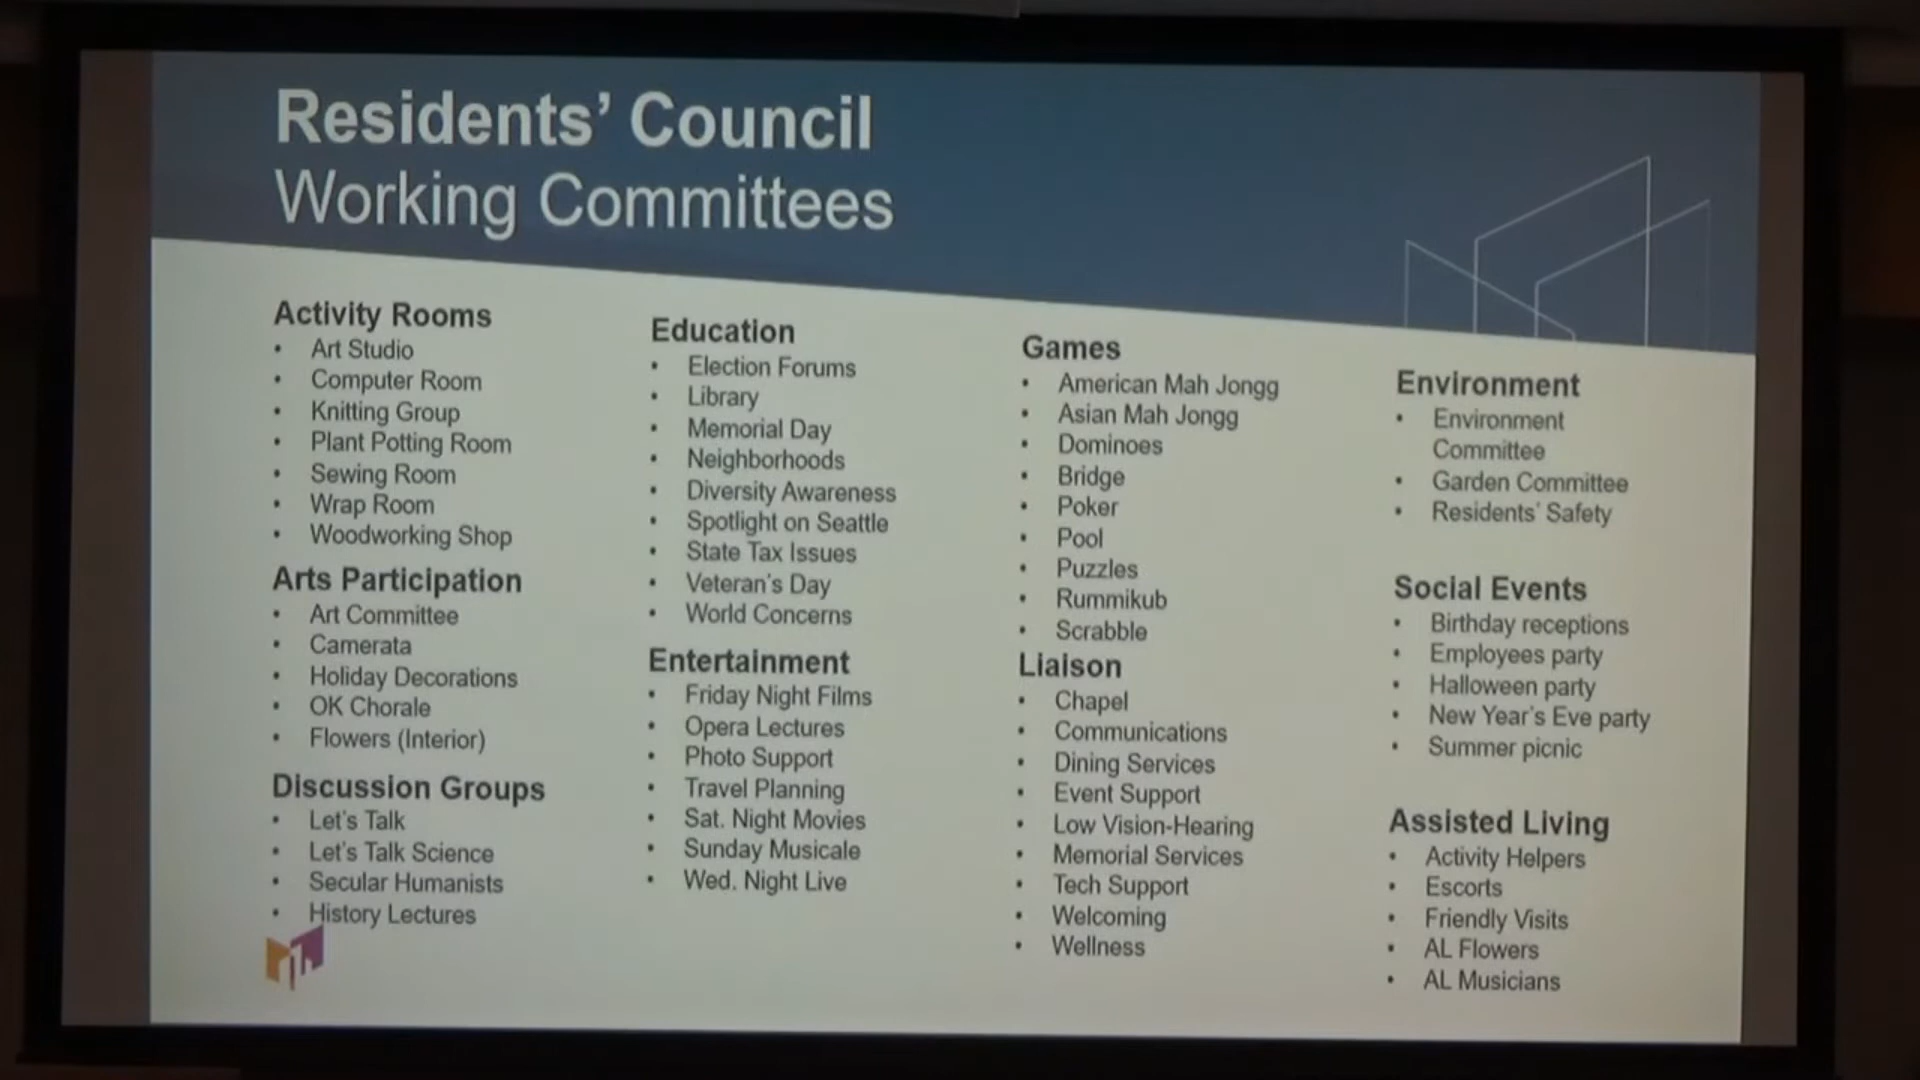 Residents' Council
Working Committees
Activity Rooms
• Art Studio
• Computer Room
• Knitting Group
• Plant Potting Room
• Sewing Room
• Wrap Room
• Woodworking Shop
Arts Participation
• Art Committee
• Camerata
• Holiday Decorations
• OK Chorale
• Flowers (Interior)
Discussion Groups
• Let's Talk
• Let's Talk Science
• Secular Humanists
• History Lectures
Education
• Election Forums
• Library
• Memorial Day
• Neighborhoods
• Diversity Awareness
• Spotlight on Seattle
• State Tax Issues
• Veteran's Day
• World Concerns
Entertainment
• Friday Night Films
• Opera Lectures
• Photo Support
• Travel Planning
• Sat. Night Movies
• Sunday Musicale
• Wed. Night Live
Games
• American Mah Jongg
• Asian Mah Jongg
• Dominoes
• Bridge
• Poker
• Pool
• Puzzles
• Rummikub
• Scrabble
Liaison
• Chapel
• Communications
• Dining Services
• Event Support
• Low Vision-Hearing
• Memorial Services
• Tech Support
• Welcoming
• Wellness
Environment
• Environment
Committee
• Garden Committee
• Residents' Safety
Social Events
• Birthday receptions
• Employees party
• Halloween party
• New Year's Eve party
• Summer picnic
Assisted Living
• Activity Helpers
• Escorts
• Friendly Visits
• AL Flowers
• AL Musicians